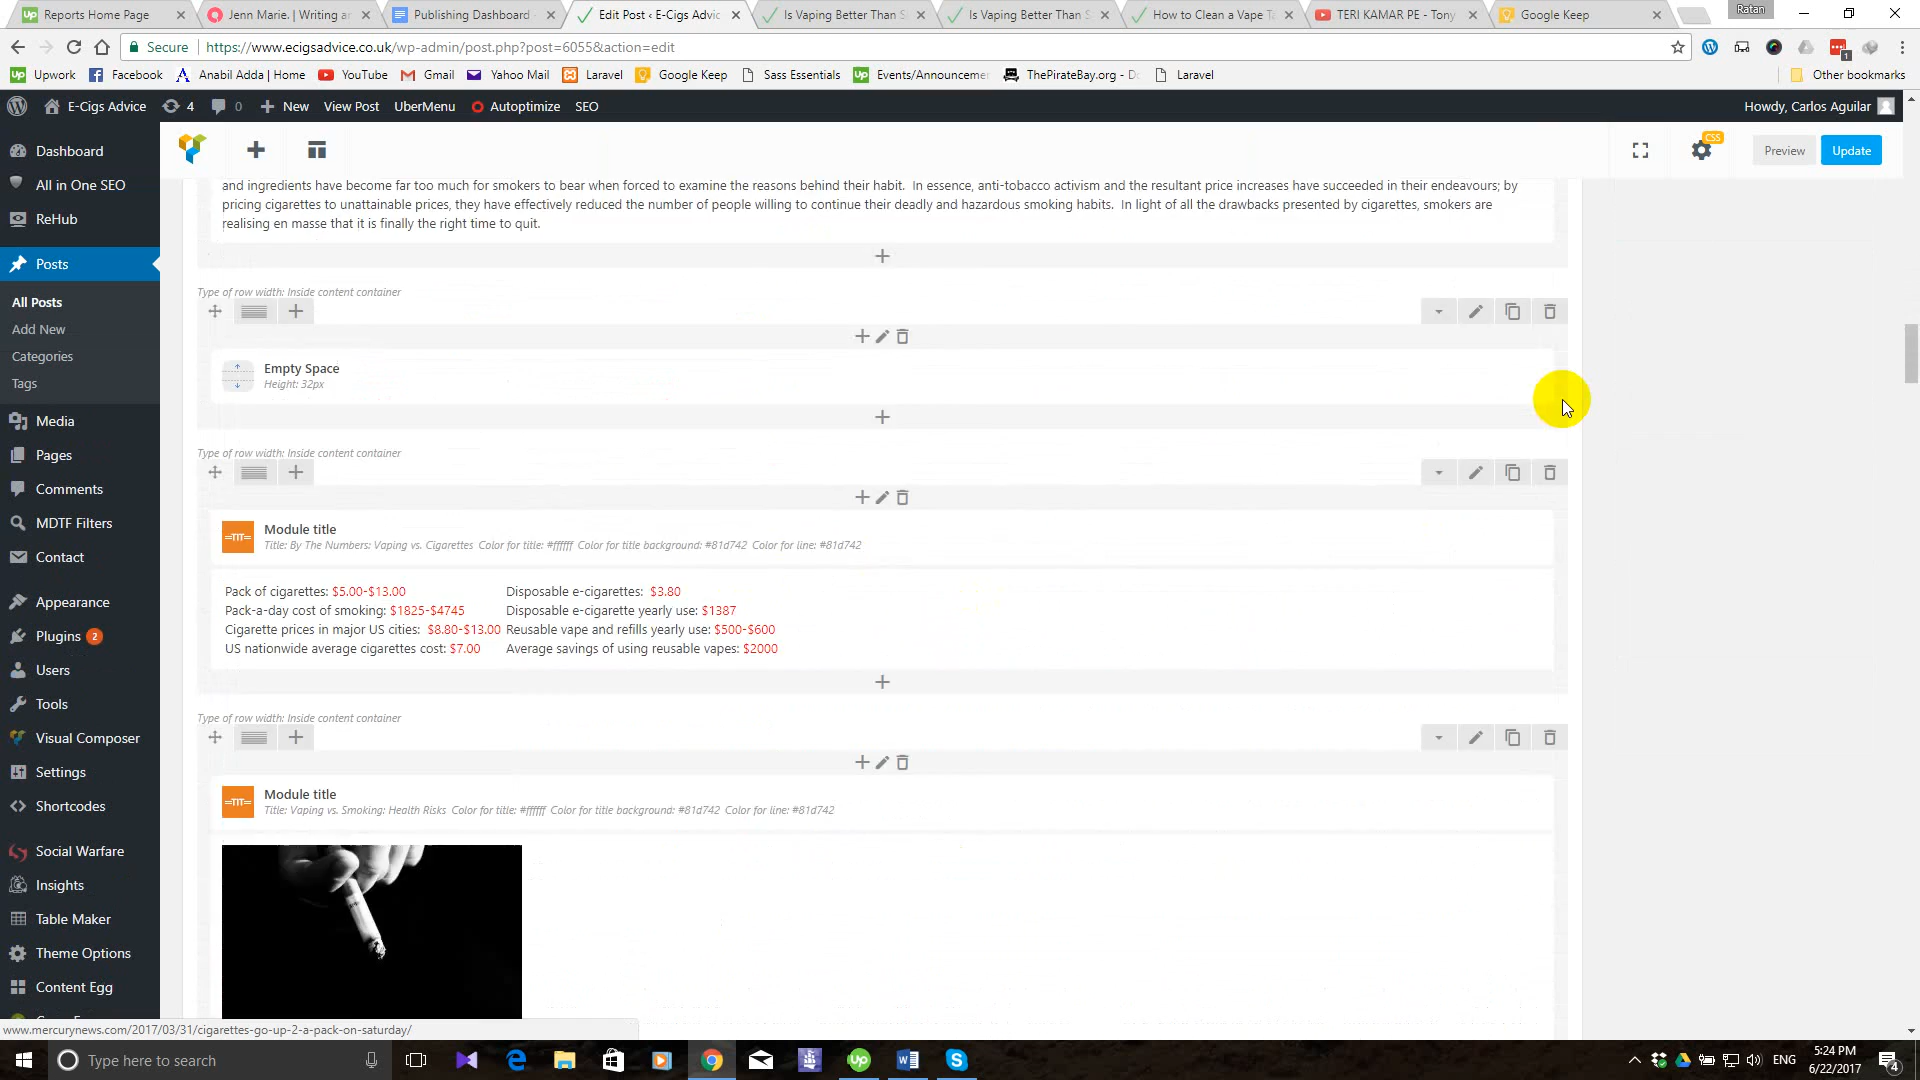 Reports Home Page
Jenn Marie. | Writing a
Publishing Dashboard
Edit Post ‹ E-Cigs Advic
Is Vaping Better Than S
Is Vaping Better Than S
How to Clean a Vape Ta
TERI KAMAR PE - Tony
Google Keep
Ratan
Secure
https://www.ecigsadvice.co.uk/wp-admin/post.php?post=6055&action=edit
Upwork
Facebook
Anabil Adda | Home
YouTube
Gmail
Yahoo Mail
Laravel
Google Keep
Sass Essentials
Events/Announcemen
ThePirateBay.org - Do
Laravel
Other bookmarks
E-Cigs Advice
4
0
New
View Post
UberMenu
Autoptimize
SEO
Howdy, Carlos Aguilar
CSS
Preview
Update
Dashboard
All in One SEO
ReHub
Posts
All Posts
Add New
Categories
Tags
Media
Pages
Comments
MDTF Filters
Contact
Appearance
Plugins 2
Users
Tools
Visual Composer
Settings
Shortcodes
Social Warfare
Insights
Table Maker
Theme Options
Content Egg
and ingredients have become far too much for smokers to bear when forced to examine the reasons behind their habit. In essence, anti-tobacco activism and the resultant price increases have succeeded in their endeavours; by
pricing cigarettes to unattainable prices, they have effectively reduced the number of people willing to continue their deadly and hazardous smoking habits. In light of all the drawbacks presented by cigarettes, smokers are
realising en masse that it is finally the right time to quit.
Type of row width: Inside content container
Empty Space
Height: 32px
Type of row width: Inside content container
Module title
Title: By The Numbers: Vaping vs. Cigarettes Color for title: #ffffff Color for title background: #81d742 Color for line: #81d742
Pack of cigarettes: $5.00-$13.00 Disposable e-cigarettes: $3.80
Pack-a-day cost of smoking: $1825-$4745 Disposable e-cigarette yearly use: $1387
Cigarette prices in major US cities: $8.80-$13.00 Reusable vape and refills yearly use: $500-$600
US nationwide average cigarettes cost: $7.00 Average savings of using reusable vapes: $2000
Type of row width: Inside content container
Module title
Title: Vaping vs. Smoking: Health Risks Color for title: #ffffff Color for title background: #81d742 Color for line: #81d742
www.mercurynews.com/2017/03/31/cigarettes-go-up-2-a-pack-on-saturday/
Type here to search
ENG
5:24 PM
6/22/2017
4